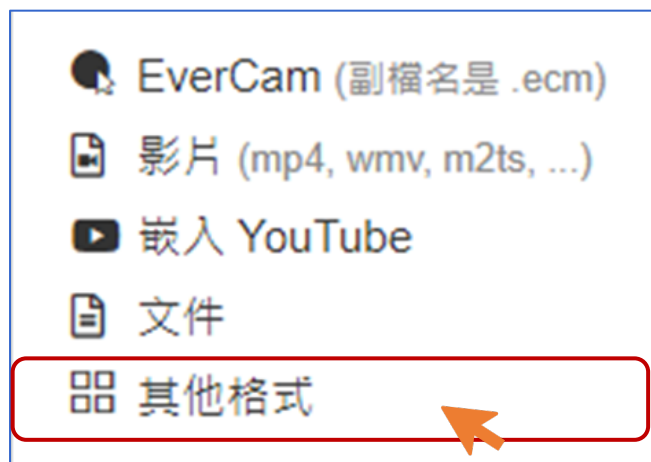 EverCam (副檔名是 .ecm)
影片 (mp4, wmv, m2ts, ...)
嵌入 YouTube
文件
其他格式